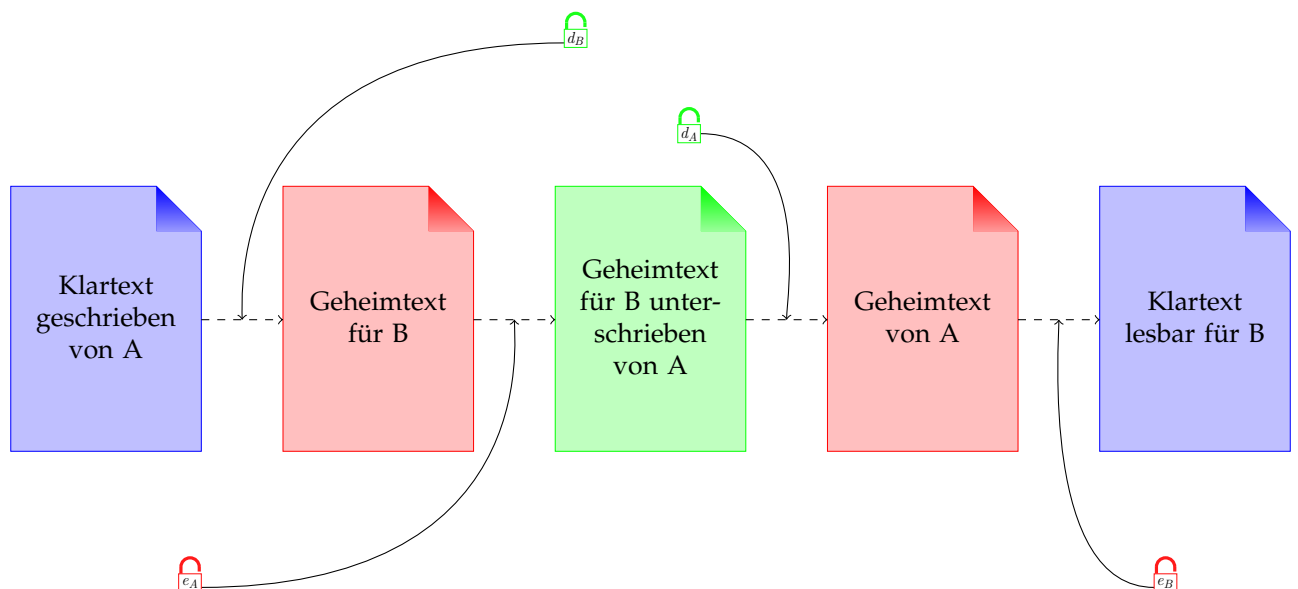 d_B
d_A
Klartext
geschrieben
von A
Geheimtext
für B
Geheimtext
für B unter-
schrieben
von A
Geheimtext
von A
Klartext
lesbar für B
e_A
e_B